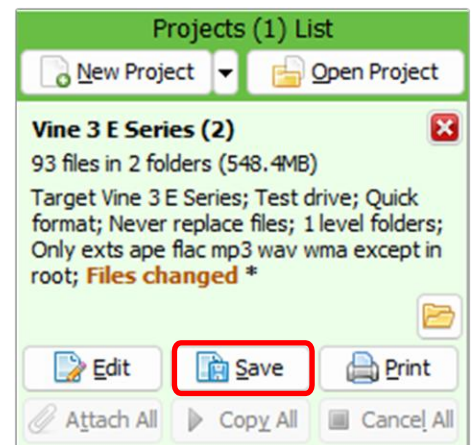 Projects (1) List
New Project Open Project
Vine 3 E Series (2)
93 files in 2 folders (548.4MB)
Target Vine 3 E Series; Test drive; Quick
format; Never replace files; 1 level folders;
Only exts ape flac mp3 wav wma except in
root; Files changed *
Edit Save Print
Attach All Copy All Cancel All